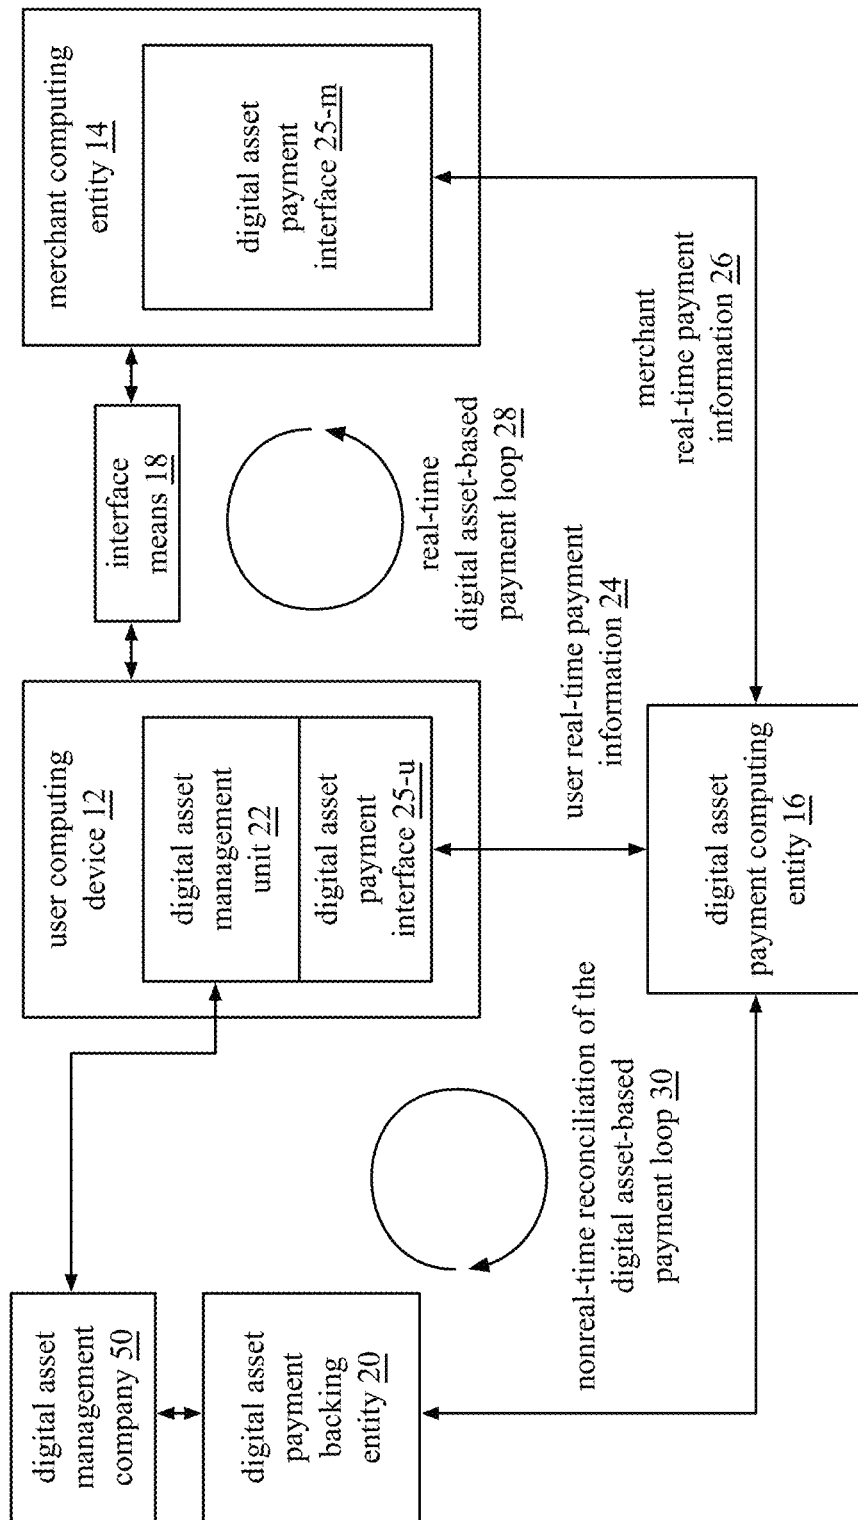 digital asset
management
company 50
digital asset
payment
backing
entity 20
user computing
device 12
digital asset
management
unit 22
digital asset
payment
interface 25-u
interface
means 18
merchant computing
entity 14
digital asset
payment
interface 25-m
real-time
digital asset-based
payment loop 28
nonreal-time reconciliation of the
digital asset-based
payment loop 30
user real-time payment
information 24
merchant
real-time payment
information 26
digital asset
payment computing
entity 16